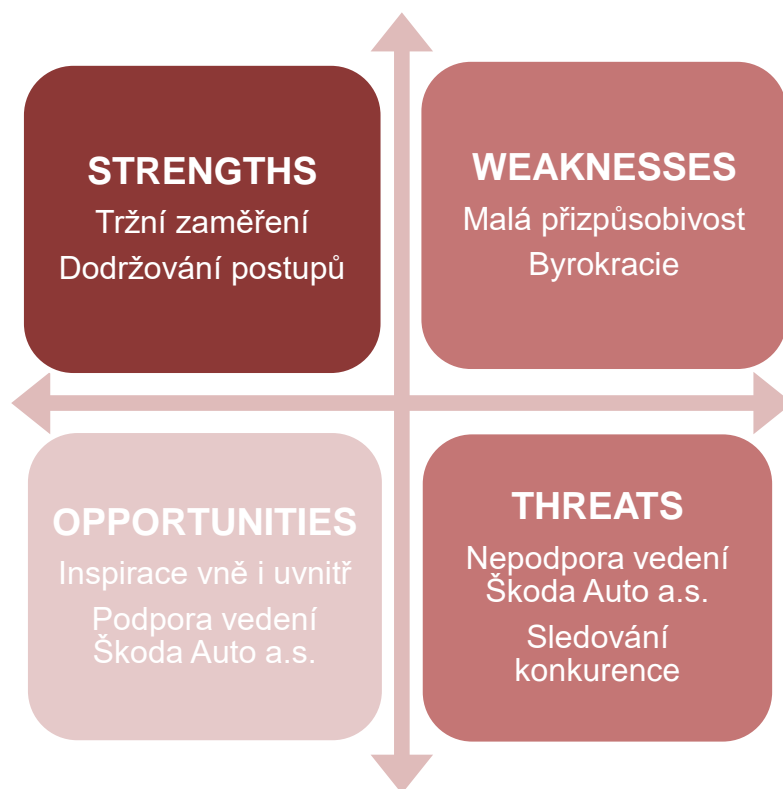 STRENGTHS
Tržní zaměření
Dodržování postupů
WEAKNESSES
Malá přizpůsobivost
Byrokracie
OPPORTUNITIES
Inspirace vně i uvnitř
Podpora vedení
Škoda Auto a.s.
THREATS
Nepodpora vedení
Škoda Auto a.s.
Sledování
konkurence